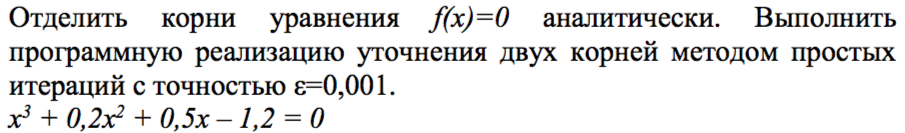 Отделить корни уравнения f(x)=0 аналитически. Выполнить
программную реализацию уточнения двух корней методом простых
итераций с точностью ε=0,001.
x³ + 0,2x² + 0,5x – 1,2 = 0